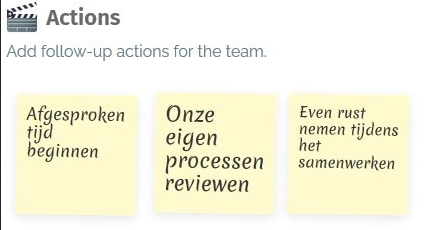 Actions
Add follow-up actions for the team.
Afgesproken
tijd
beginnen
Onze
eigen
processen
reviewen
Even rust
nemen tijdens
het
samenwerken